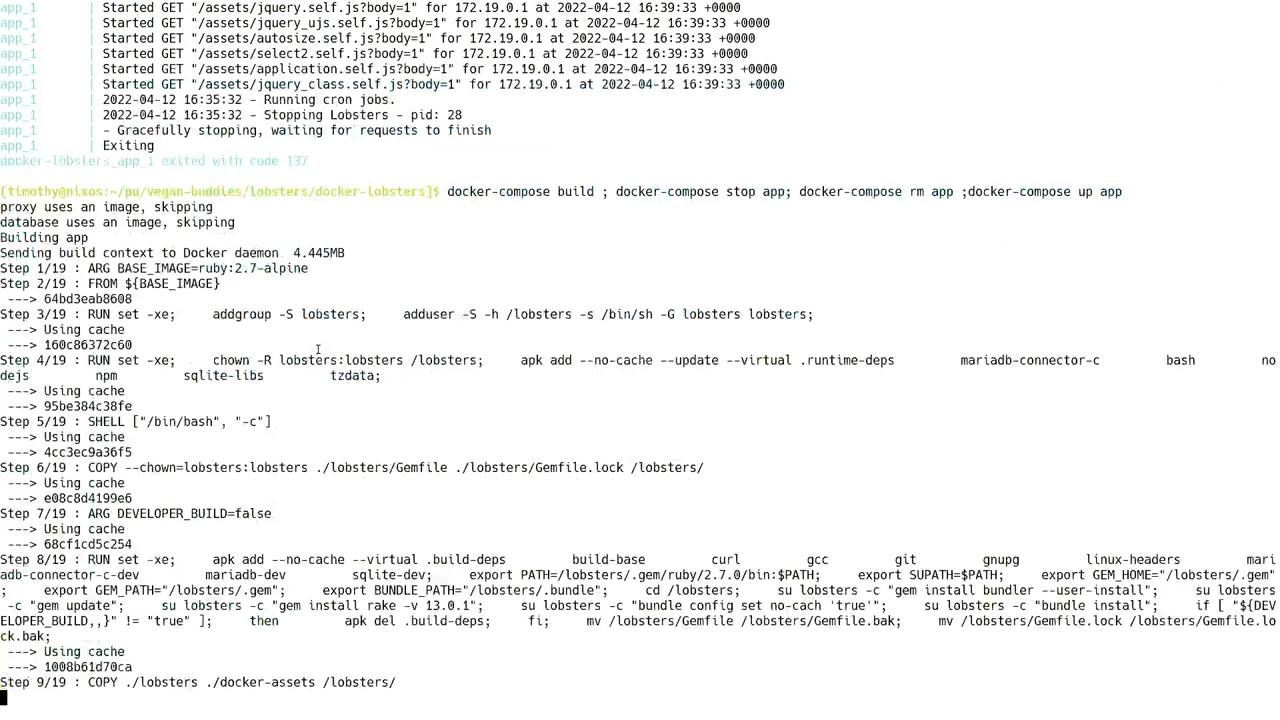 app_1 | Started GET "/assets/jquery.self.js?body=1" for 172.19.0.1 at 2022-04-12 16:39:33 +0000
app_1 | Started GET "/assets/jquery_ujs.self.js?body=1" for 172.19.0.1 at 2022-04-12 16:39:33 +0000
app_1 | Started GET "/assets/autosize.self.js?body=1" for 172.19.0.1 at 2022-04-12 16:39:33 +0000
app_1 | Started GET "/assets/select2.self.js?body=1" for 172.19.0.1 at 2022-04-12 16:39:33 +0000
app_1 | Started GET "/assets/application.self.js?body=1" for 172.19.0.1 at 2022-04-12 16:39:33 +0000
app_1 | Started GET "/assets/jquery_class.self.js?body=1" for 172.19.0.1 at 2022-04-12 16:39:33 +0000
app_1 | 2022-04-12 16:35:32 - Running cron jobs.
app_1 | 2022-04-12 16:35:32 - Stopping Lobsters - pid: 28
app_1 | - Gracefully stopping, waiting for requests to finish
app_1 | Exiting
docker-lobsters_app_1 exited with code 137
[timothy@nixos:~/pu/vegan-buddies/lobsters/docker-lobsters]$ docker-compose build ; docker-compose stop app; docker-compose rm app ;docker-compose up app
proxy uses an image, skipping
database uses an image, skipping
Building app
Sending build context to Docker daemon  4.445MB
Step 1/19 : ARG BASE_IMAGE=ruby:2.7-alpine
Step 2/19 : FROM ${BASE_IMAGE}
 ---> 64bd3eab8608
Step 3/19 : RUN set -xe;     addgroup -S lobsters;     adduser -S -h /lobsters -s /bin/sh -G lobsters lobsters;
 ---> Using cache
 ---> 160c86372c60
Step 4/19 : RUN set -xe;     chown -R lobsters:lobsters /lobsters;     apk add --no-cache --update --virtual .runtime-deps         mariadb-connector-c         bash         no
dejs         npm         sqlite-libs         tzdata;
 ---> Using cache
 ---> 95be384c38fe
Step 5/19 : SHELL ["/bin/bash", "-c"]
 ---> Using cache
 ---> 4cc3ec9a36f5
Step 6/19 : COPY --chown=lobsters:lobsters ./lobsters/Gemfile ./lobsters/Gemfile.lock /lobsters/
 ---> Using cache
 ---> e08c8d4199e6
Step 7/19 : ARG DEVELOPER_BUILD=false
 ---> Using cache
 ---> 68cf1cd5c254
Step 8/19 : RUN set -xe;     apk add --no-cache --virtual .build-deps         build-base         curl         gcc         git         gnupg         linux-headers         mari
adb-connector-c-dev         mariadb-dev         sqlite-dev;     export PATH=/lobsters/.gem/ruby/2.7.0/bin:$PATH;     export SUPATH=$PATH;     export GEM_HOME="/lobsters/.gem"
;     export GEM_PATH="/lobsters/.gem";     export BUNDLE_PATH="/lobsters/.bundle";     cd /lobsters;     su lobsters -c "gem install bundler --user-install";     su lobsters
 -c "gem update";     su lobsters -c "gem install rake -v 13.0.1";     su lobsters -c "bundle config set no-cach 'true'";     su lobsters -c "bundle install";     if [ "${DEV
ELOPER_BUILD,,}" != "true" ];     then         apk del .build-deps;     fi;     mv /lobsters/Gemfile /lobsters/Gemfile.bak;     mv /lobsters/Gemfile.lock /lobsters/Gemfile.lo
ck.bak;
 ---> Using cache
 ---> 1008b61d70ca
Step 9/19 : COPY ./lobsters ./docker-assets /lobsters/